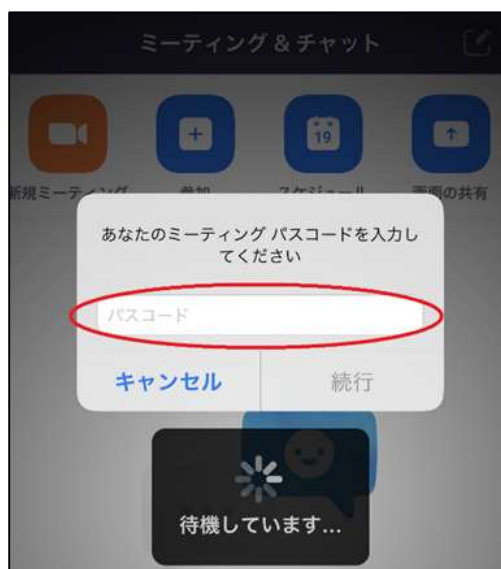 ミーティング & チャット
19
新規ミーティング
参加
スケジュール
画面の共有
あなたのミーティング パスコードを入力し
てください
パスコード
キャンセル
続行
待機しています...